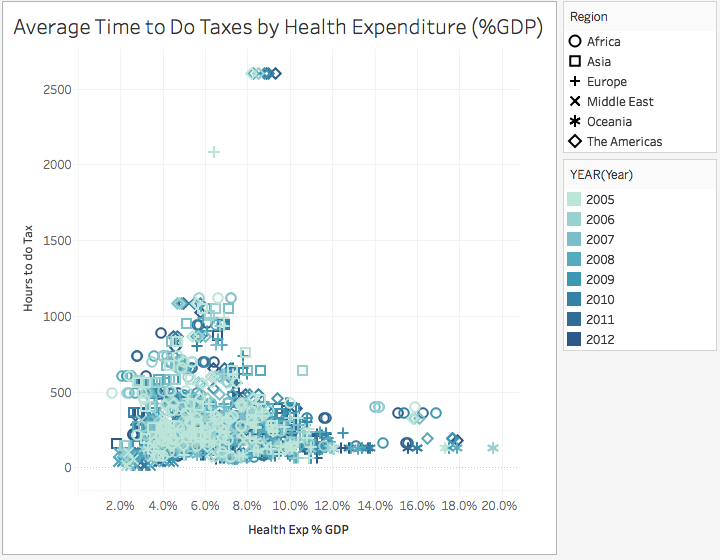 Average Time to Do Taxes by Health Expenditure (%GDP)
2500
2000
1500
1000
500
0
Hours to do Tax
2.0% 4.0% 6.0% 8.0% 10.0% 12.0% 14.0% 16.0% 18.0% 20.0%
Health Exp % GDP
Region
Africa
Asia
Europe
Middle East
Oceania
The Americas
YEAR(Year)
2005
2006
2007
2008
2009
2010
2011
2012